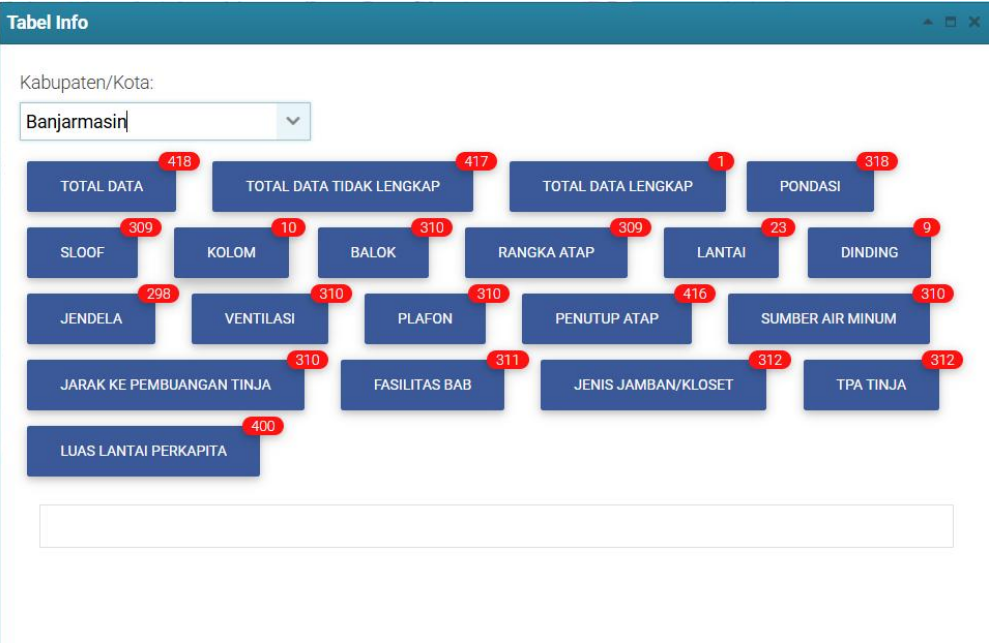 Tabel Info
Kabupaten/Kota:
Banjarmasin
418 417 1 318
TOTAL DATA TOTAL DATA TIDAK LENGKAP TOTAL DATA LENGKAP PONDASI
309 10 310 309 23 9
SLOOF KOLOM BALOK RANGKA ATAP LANTAI DINDING
298 310 310 416 310
JENDELA VENTILASI PLAFON PENUTUP ATAP SUMBER AIR MINUM
310 311 312 312
JARAK KE PEMBUANGAN TINJA FASILITAS BAB JENIS JAMBAN/KLOSET TPA TINJA
400
LUAS LANTAI PERKAPITA